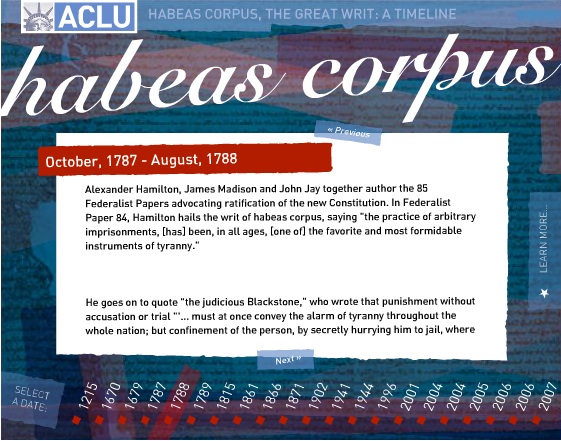 ACLU
HABEAS CORPUS, THE GREAT WRIT: A TIMELINE
habeas corpus
« Previous
October, 1787 - August, 1788
Alexander Hamilton, James Madison and John Jay together author the 85
Federalist Papers advocating ratification of the new Constitution. In Federalist
Paper 84, Hamilton hails the writ of habeas corpus, saying "the practice of arbitrary
imprisonments, [has] been, in all ages, [one of] the favorite and most formidable
instruments of tyranny."
He goes on to quote "the judicious Blackstone," who wrote that punishment without
accusation or trial "'... must at once convey the alarm of tyranny throughout the
whole nation; but confinement of the person, by secretly hurrying him to jail, where
LEARN MORE...
Next »
SELECT
A DATE:
1215
1670
1679
1787
1788
1789
1815
1861
1866
1871
1902
1941
1944
1996
2001
2004
2004
2005
2006
2006
2007